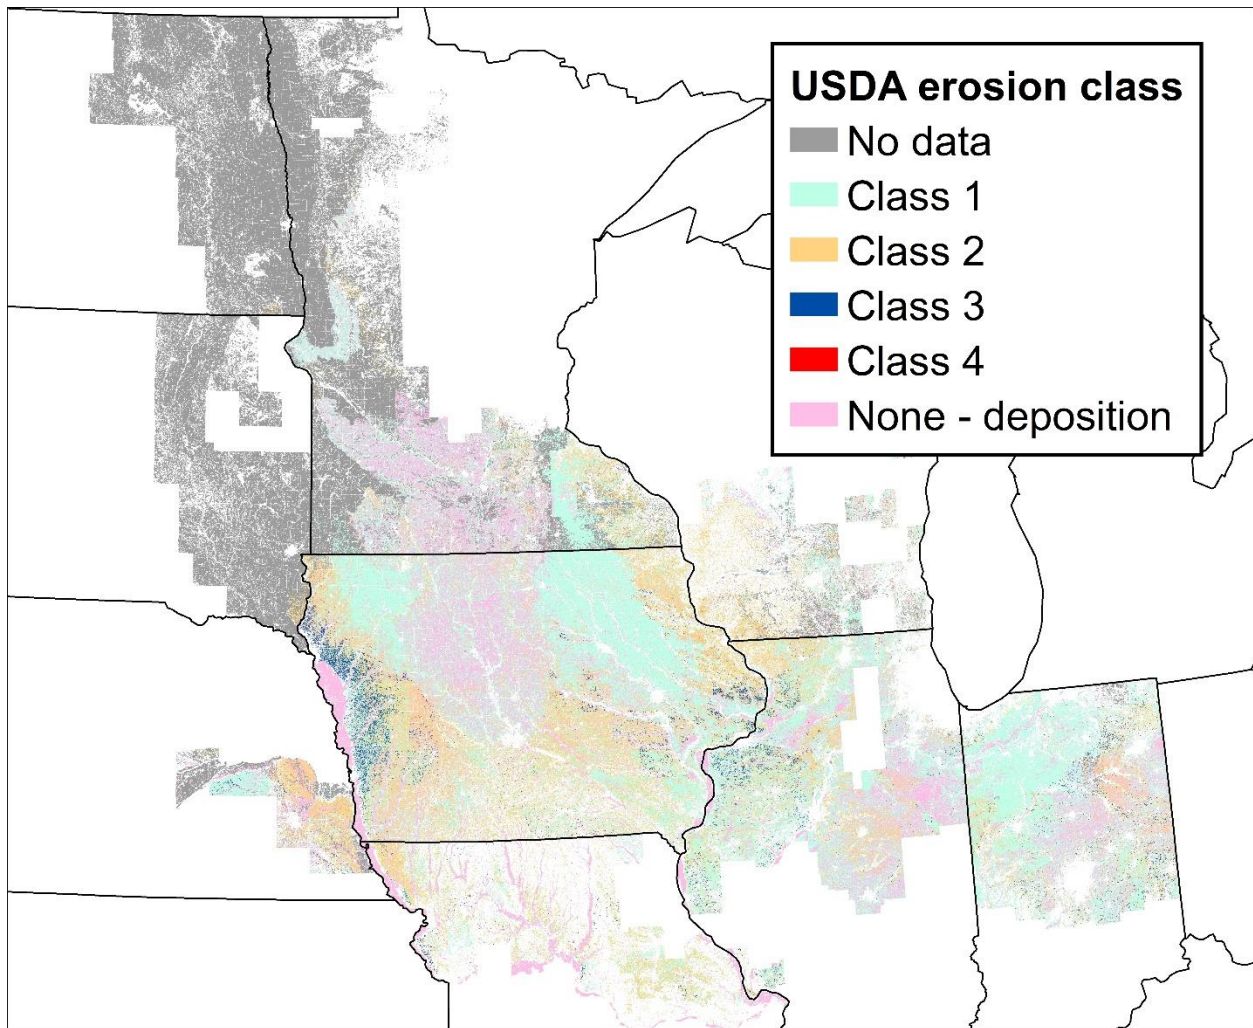 USDA erosion class
No data
Class 1
Class 2
Class 3
Class 4
None - deposition